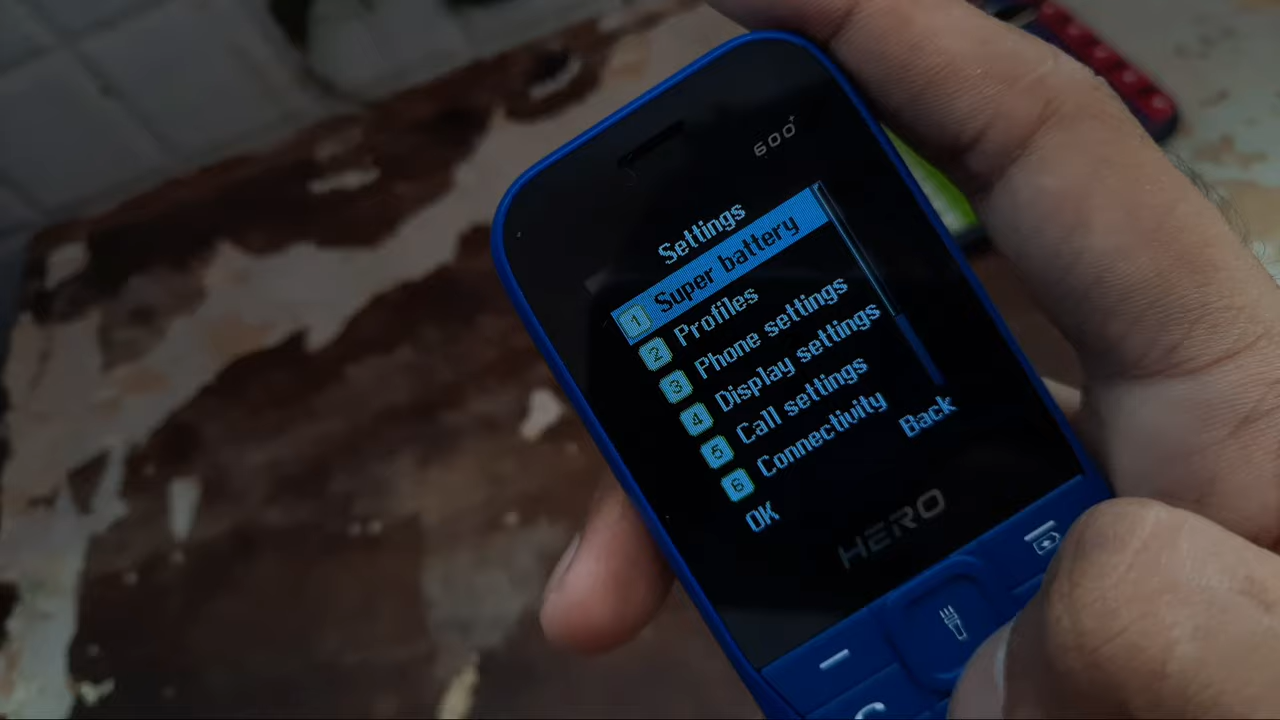 600+
Settings
1 Super battery
2 Profiles
3 Phone settings
4 Display settings
5 Call settings
6 Connectivity
OK Back
HERO